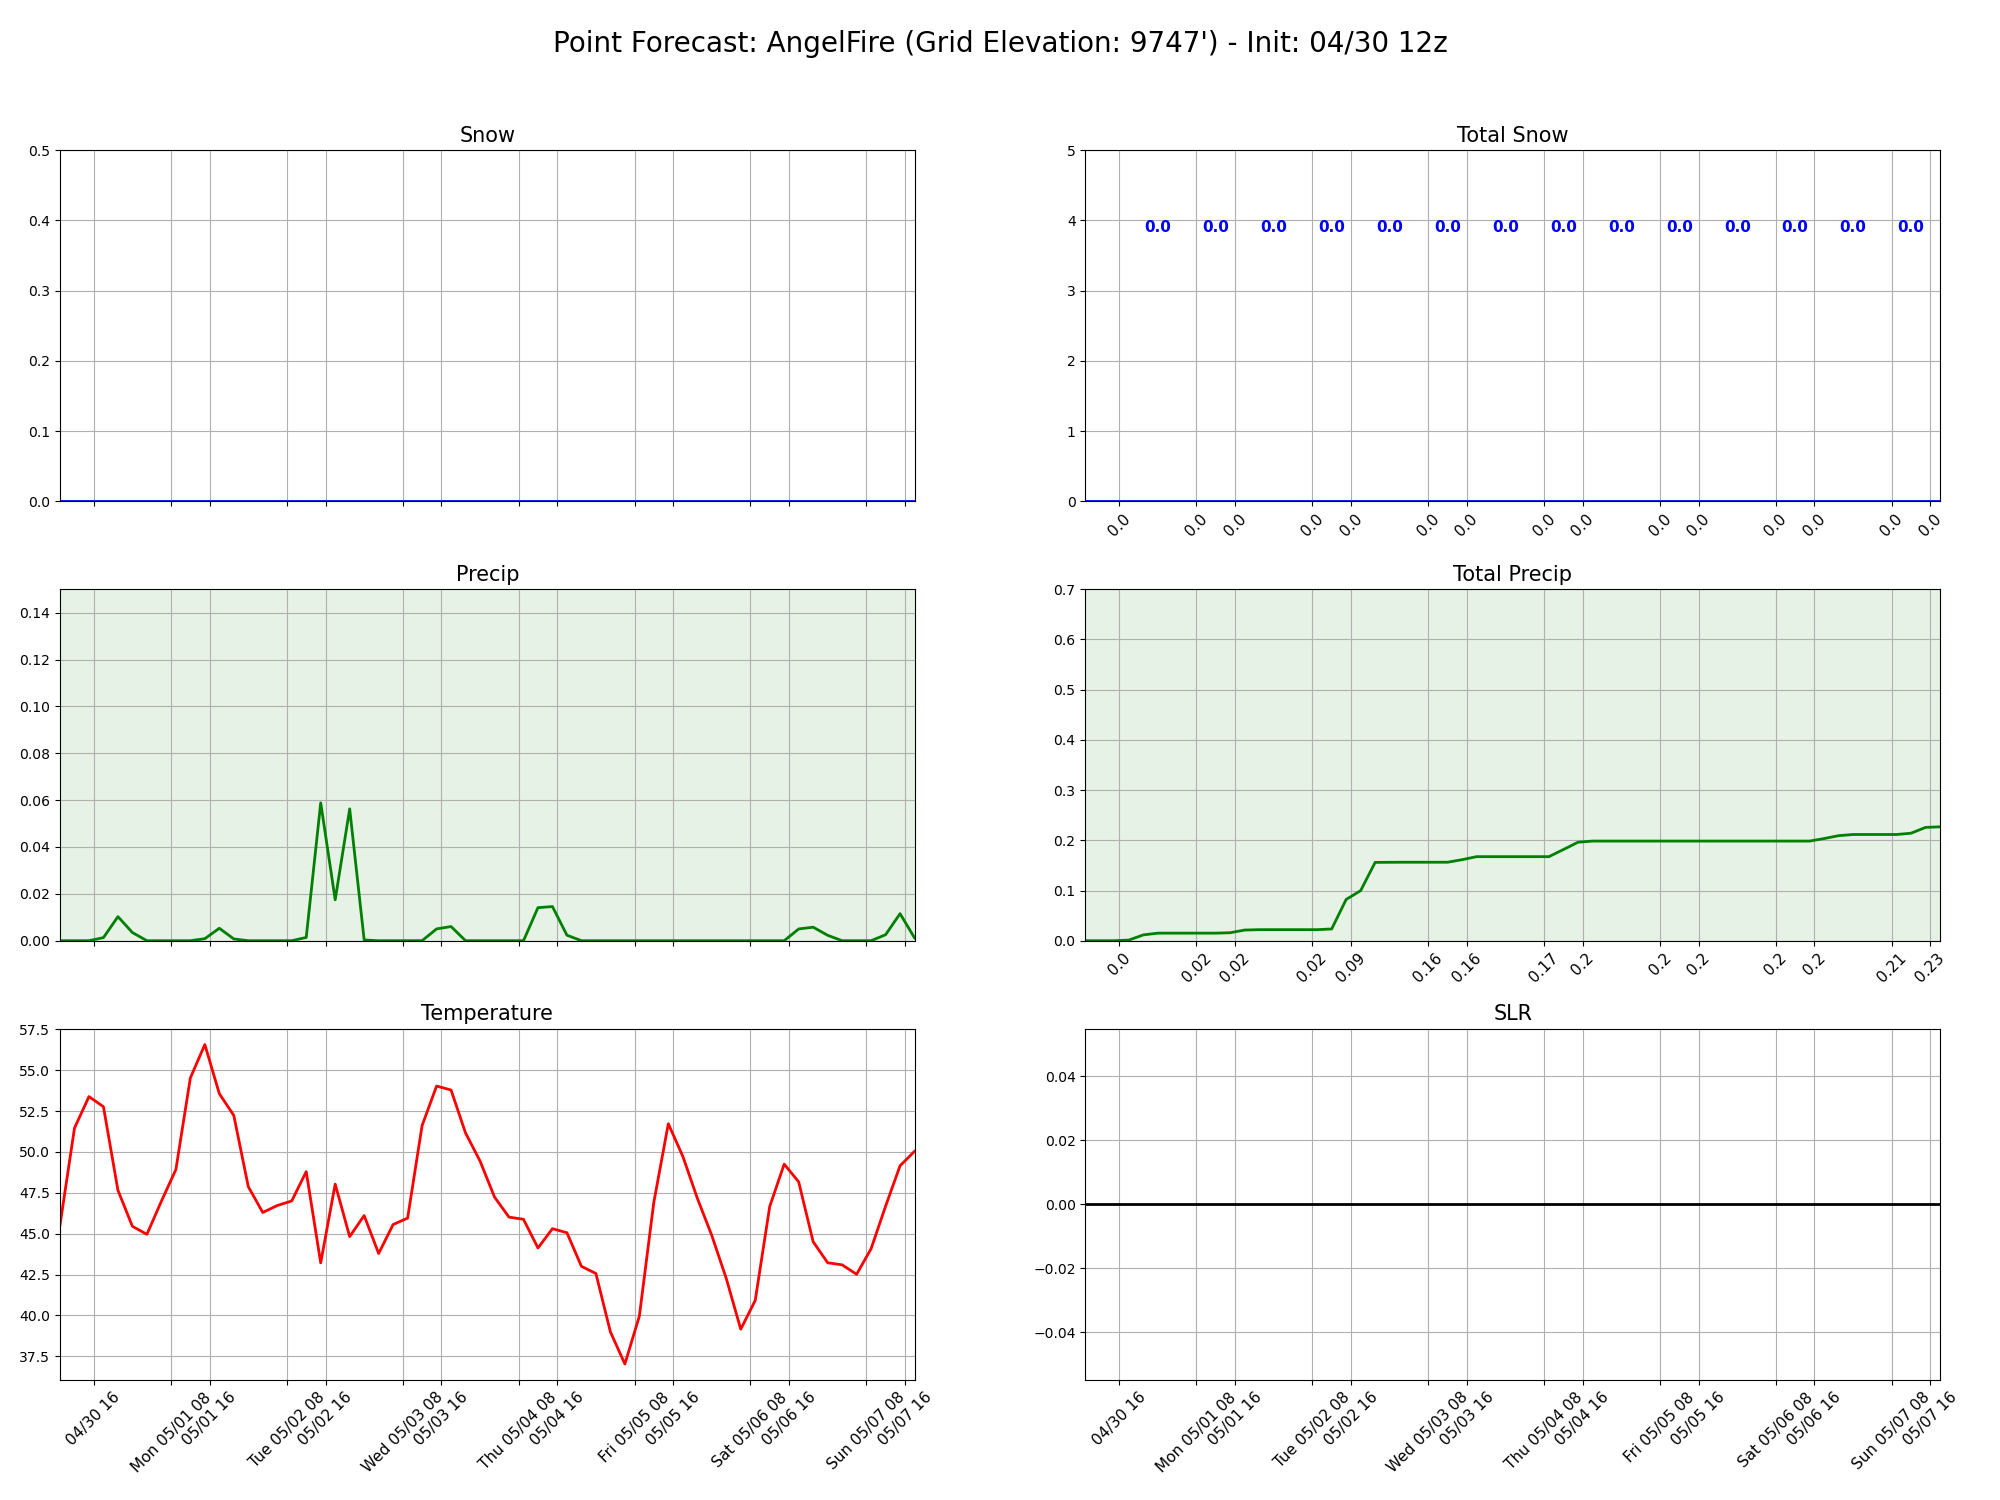 Point Forecast: AngelFire (Grid Elevation: 9747') - Init: 04/30 12z
Snow
0.5
0.4
0.3
0.2
0.1
0.0
Total Snow
5
4
3
2
1
0
0.0 0.0 0.0 0.0 0.0 0.0 0.0 0.0 0.0 0.0 0.0 0.0 0.0 0.0
0.0 0.0 0.0 0.0 0.0 0.0 0.0 0.0 0.0 0.0 0.0 0.0 0.0 0.0 0.0
Precip
0.14
0.12
0.10
0.08
0.06
0.04
0.02
0.00
Total Precip
0.7
0.6
0.5
0.4
0.3
0.2
0.1
0.0
0.0 0.02 0.02 0.02 0.09 0.16 0.16 0.17 0.2 0.2 0.2 0.2 0.2 0.21 0.23
Temperature
57.5
55.0
52.5
50.0
47.5
45.0
42.5
40.0
37.5
04/30 16
Mon 05/01 08
05/01 16
Tue 05/02 08
05/02 16
Wed 05/03 08
05/03 16
Thu 05/04 08
05/04 16
Fri 05/05 08
05/05 16
Sat 05/06 08
05/06 16
Sun 05/07 08
05/07 16
SLR
0.04
0.02
0.00
−0.02
−0.04
04/30 16
Mon 05/01 08
05/01 16
Tue 05/02 08
05/02 16
Wed 05/03 08
05/03 16
Thu 05/04 08
05/04 16
Fri 05/05 08
05/05 16
Sat 05/06 08
05/06 16
Sun 05/07 08
05/07 16